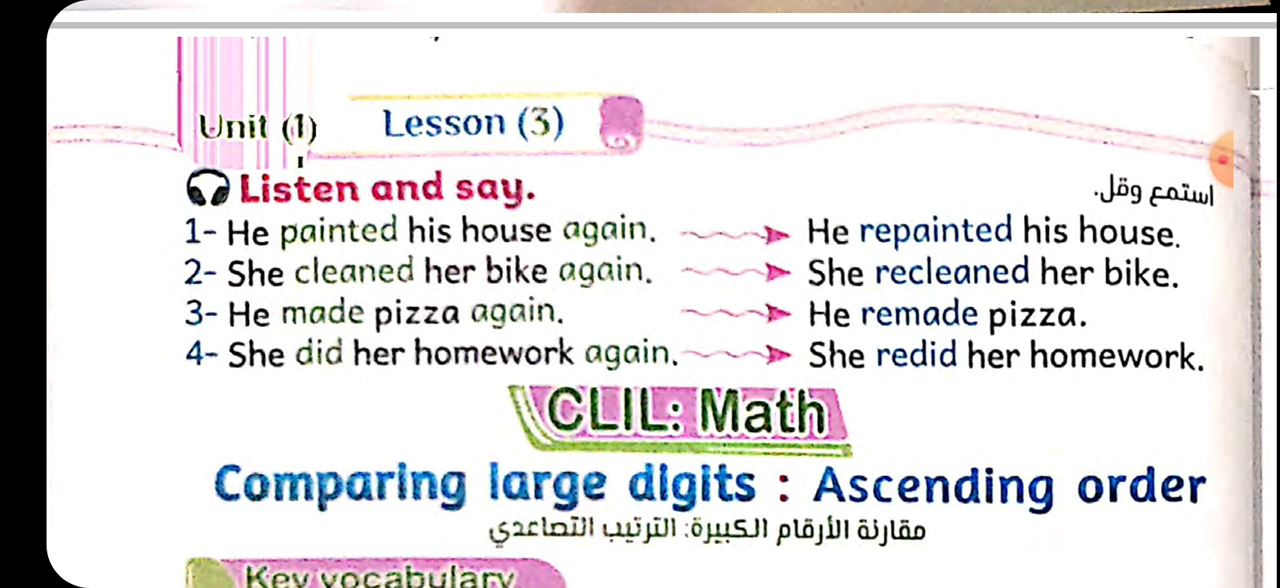 Unit (1) Lesson (3)
Listen and say. استمع وقل.
1- He painted his house again. He repainted his house.
2- She cleaned her bike again. She recleaned her bike.
3- He made pizza again. He remade pizza.
4- She did her homework again. She redid her homework.
CLIL: Math
Comparing large digits : Ascending order
مقارنة الأرقام الكبيرة: الترتيب التصاعدي
Key vocabulary